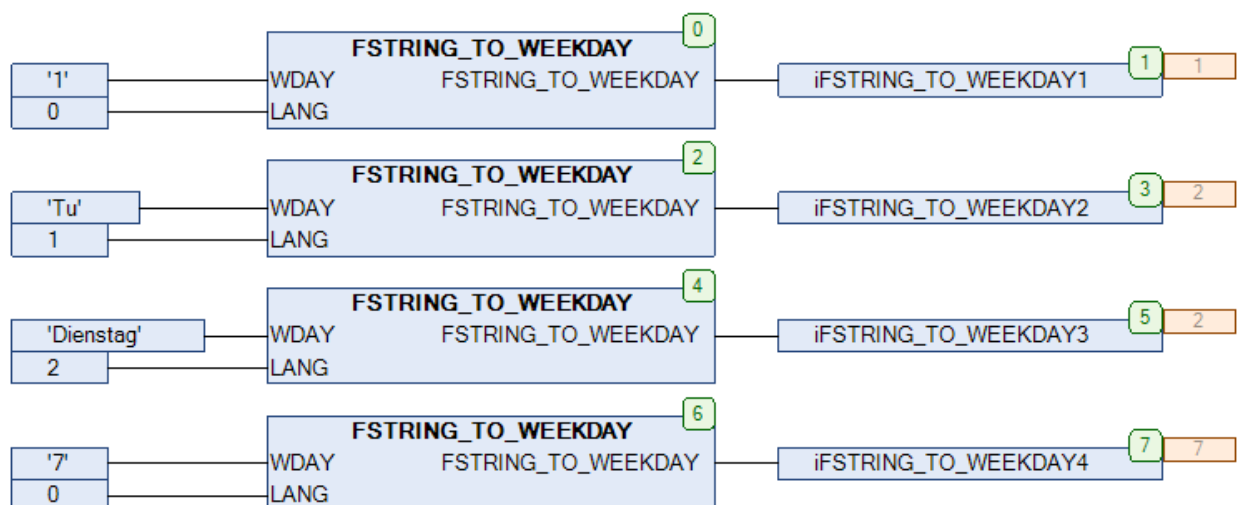 0
FSTRING_TO_WEEKDAY
'1' WDAY FSTRING_TO_WEEKDAY iFSTRING_TO_WEEKDAY1 1 1
0 LANG
2
FSTRING_TO_WEEKDAY
'Tu' WDAY FSTRING_TO_WEEKDAY iFSTRING_TO_WEEKDAY2 3 2
1 LANG
4
FSTRING_TO_WEEKDAY
'Dienstag' WDAY FSTRING_TO_WEEKDAY iFSTRING_TO_WEEKDAY3 5 2
2 LANG
6
FSTRING_TO_WEEKDAY
'7' WDAY FSTRING_TO_WEEKDAY iFSTRING_TO_WEEKDAY4 7 7
0 LANG